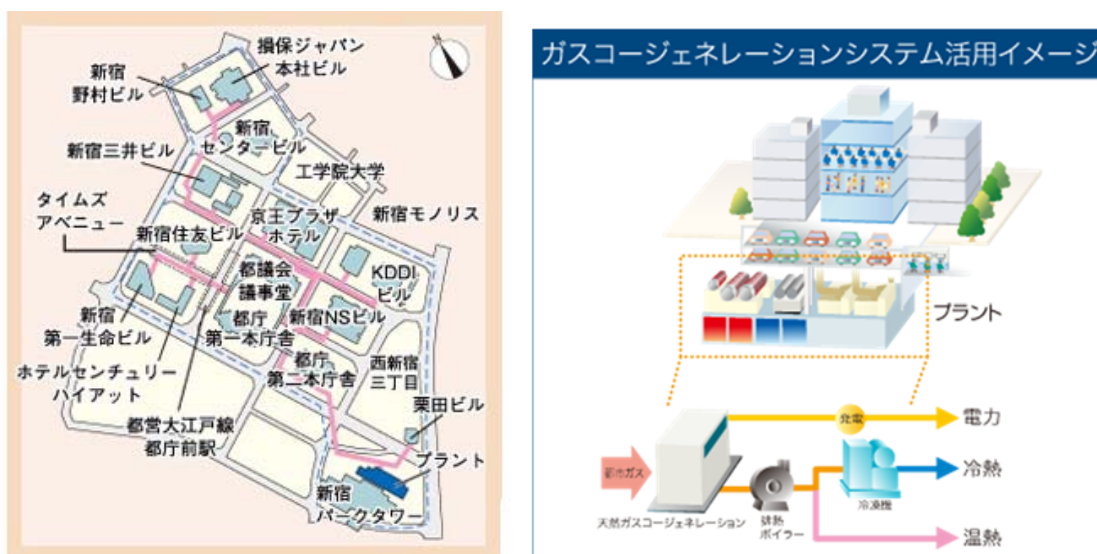 損保ジャパン
本社ビル
新宿
野村ビル
新宿
センタービル
新宿三井ビル
工学院大学
タイムズ
アベニュー
京王プラザ
ホテル
新宿モノリス
新宿住友ビル
都議会
議事堂
KDDI
ビル
新宿
第一生命ビル
都庁
第一本庁舎
新宿NSビル
ホテルセンチュリー
ハイアット
都庁
第二本庁舎
西新宿
三丁目
都営大江戸線
都庁前駅
栗田ビル
プラント
新宿
パークタワー
ガスコージェネレーションシステム活用イメージ
プラント
発電
電力
都市ガス
冷熱
天然ガスコージェネレーション
排熱
ボイラー
冷凍機
温熱